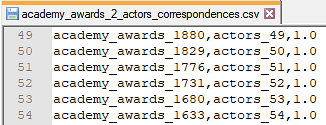 academy_awards_2_actors_correspondences.csv
49 academy_awards_1880,actors_49,1.0
50 academy_awards_1829,actors_50,1.0
51 academy_awards_1776,actors_51,1.0
52 academy_awards_1731,actors_52,1.0
53 academy_awards_1680,actors_53,1.0
54 academy_awards_1633,actors_54,1.0